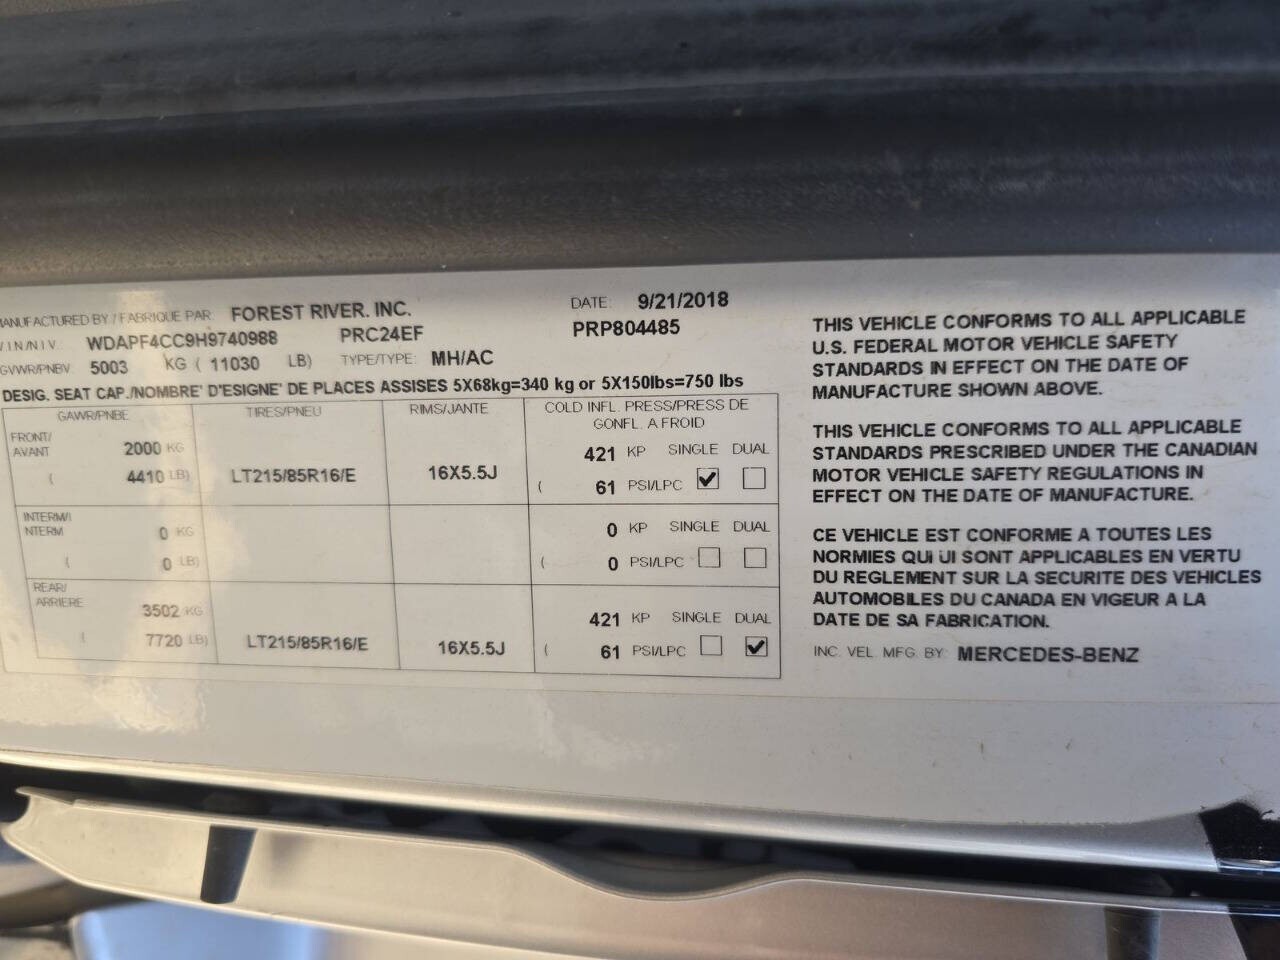 MANUFACTURED BY / FABRIQUE PAR: FOREST RIVER. INC. DATE: 9/21/2018
V.I.N/N.I.V. WDAPF4CC9H9740988 PRC24EF PRP804485
GVWR/PNBV 5003 KG ( 11030 LB) TYPE/TYPE: MH/AC
DESIG. SEAT CAP./NOMBRE' D'ESIGNE' DE PLACES ASSISES 5X68kg=340 kg or 5X150lbs=750 lbs
GAWR/PNBE TIRES/PNEU RIMS/JANTE COLD INFL. PRESS/PRESS DE
GONFL. A FROID
FRONT/
AVANT 2000 KG 421 KP SINGLE DUAL
( 4410 LB) LT215/85R16/E 16X5.5J ( 61 PSI/LPC
INTERM/I
NTERM 0 KG 0 KP SINGLE DUAL
( 0 LB) ( 0 PSI/LPC
REAR/
ARRIERE 3502 KG 421 KP SINGLE DUAL
( 7720 LB) LT215/85R16/E 16X5.5J ( 61 PSI/LPC
THIS VEHICLE CONFORMS TO ALL APPLICABLE
U.S. FEDERAL MOTOR VEHICLE SAFETY
STANDARDS IN EFFECT ON THE DATE OF
MANUFACTURE SHOWN ABOVE.
THIS VEHICLE CONFORMS TO ALL APPLICABLE
STANDARDS PRESCRIBED UNDER THE CANADIAN
MOTOR VEHICLE SAFETY REGULATIONS IN
EFFECT ON THE DATE OF MANUFACTURE.
CE VEHICLE EST CONFORME A TOUTES LES
NORMIES QUI UI SONT APPLICABLES EN VERTU
DU REGLEMENT SUR LA SECURITE DES VEHICLES
AUTOMOBILES DU CANADA EN VIGEUR A LA
DATE DE SA FABRICATION.
INC. VEL. MFG. BY: MERCEDES-BENZ